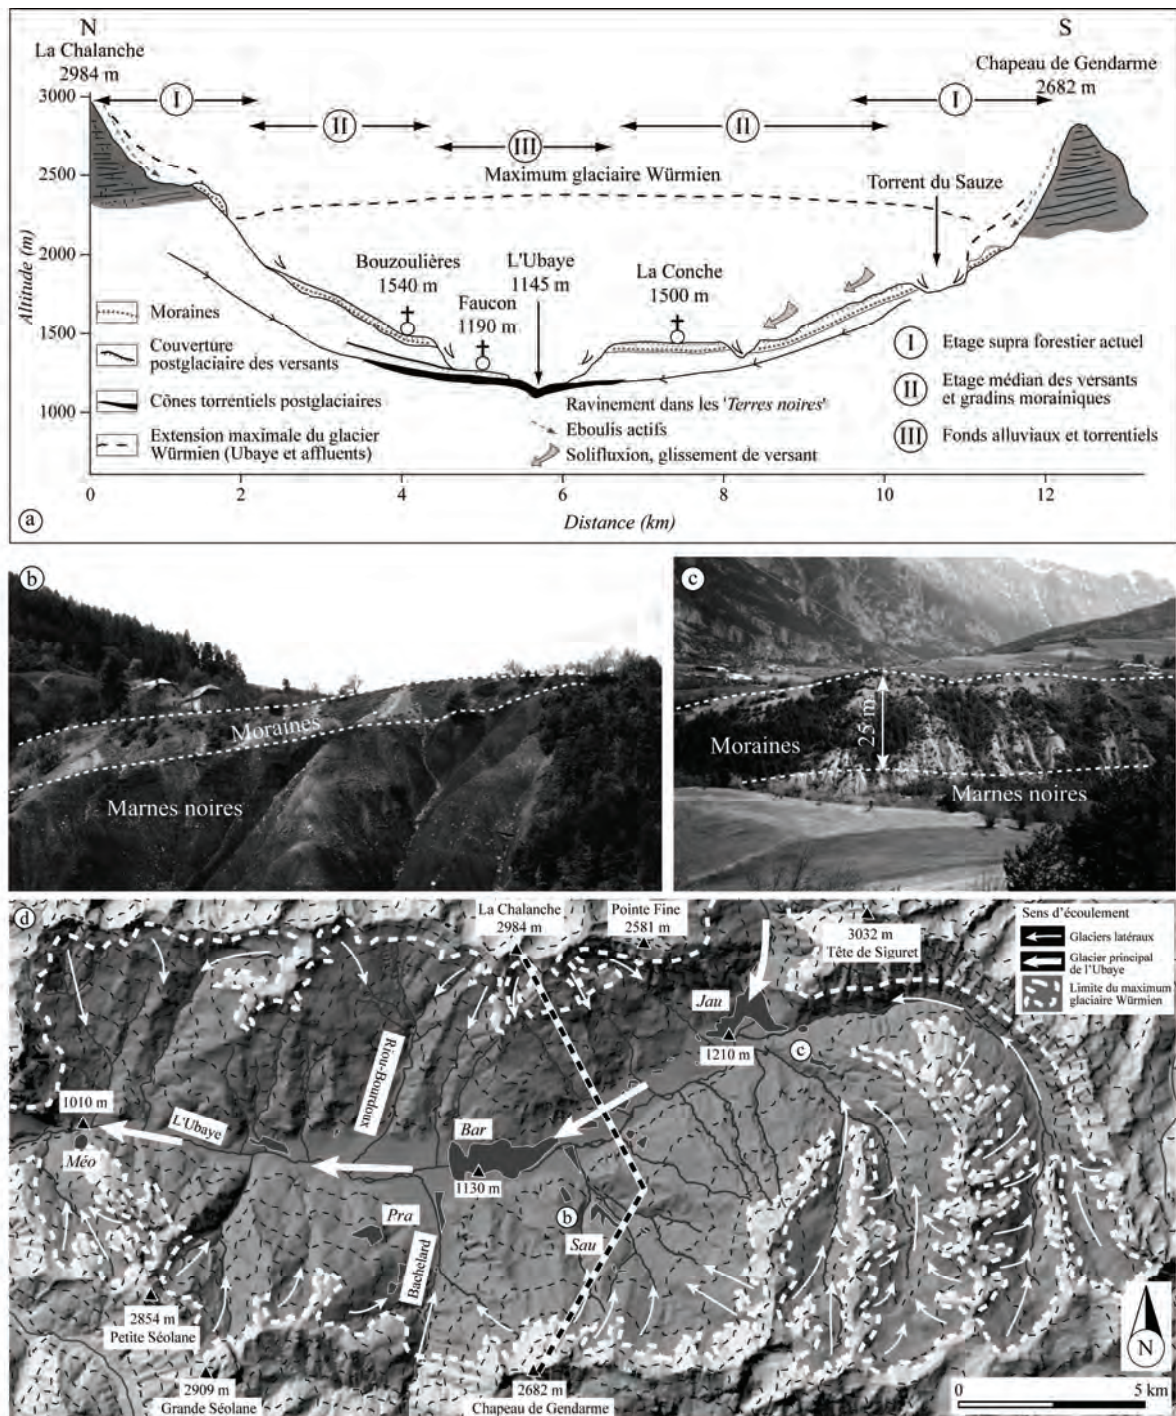 N
La Chalanche
2984 m
S
Chapeau de Gendarme
2682 m
I
II
III
II
I
Maximum glaciaire Würmien
Torrent du Sauze
Bouzoulières
1540 m
Faucon
1190 m
L'Ubaye
1145 m
La Conche
1500 m
Altitude (m)
3000
2500
2000
1500
1000
Moraines
Couverture
postglaciaire des versants
Cônes torrentiels postglaciaires
Extension maximale du glacier
Würmien (Ubaye et affluents)
Ravinement dans les 'Terres noires'
Eboulis actifs
Solifluxion, glissement de versant
I Etage supra forestier actuel
II Etage médian des versants
et gradins morainiques
III Fonds alluviaux et torrentiels
0 2 4 6 8 10 12
Distance (km)
a
b
Moraines
Marnes noires
c
Moraines
25 m
Marnes noires
d
La Chalanche
2984 m
Pointe Fine
2581 m
3032 m
Tête de Siguret
Sens d'écoulement
Glaciers latéraux
Glacier principal
de l'Ubaye
Limite du maximum
glaciaire Würmien
Jau
1210 m
c
Riou-Bourdoux
1010 m
L'Ubaye
Méo
Bar
1130 m
Pra
Bachelard
b
Sau
2854 m
Petite Séolane
2909 m
Grande Séolane
2682 m
Chapeau de Gendarme
N
0 5 km